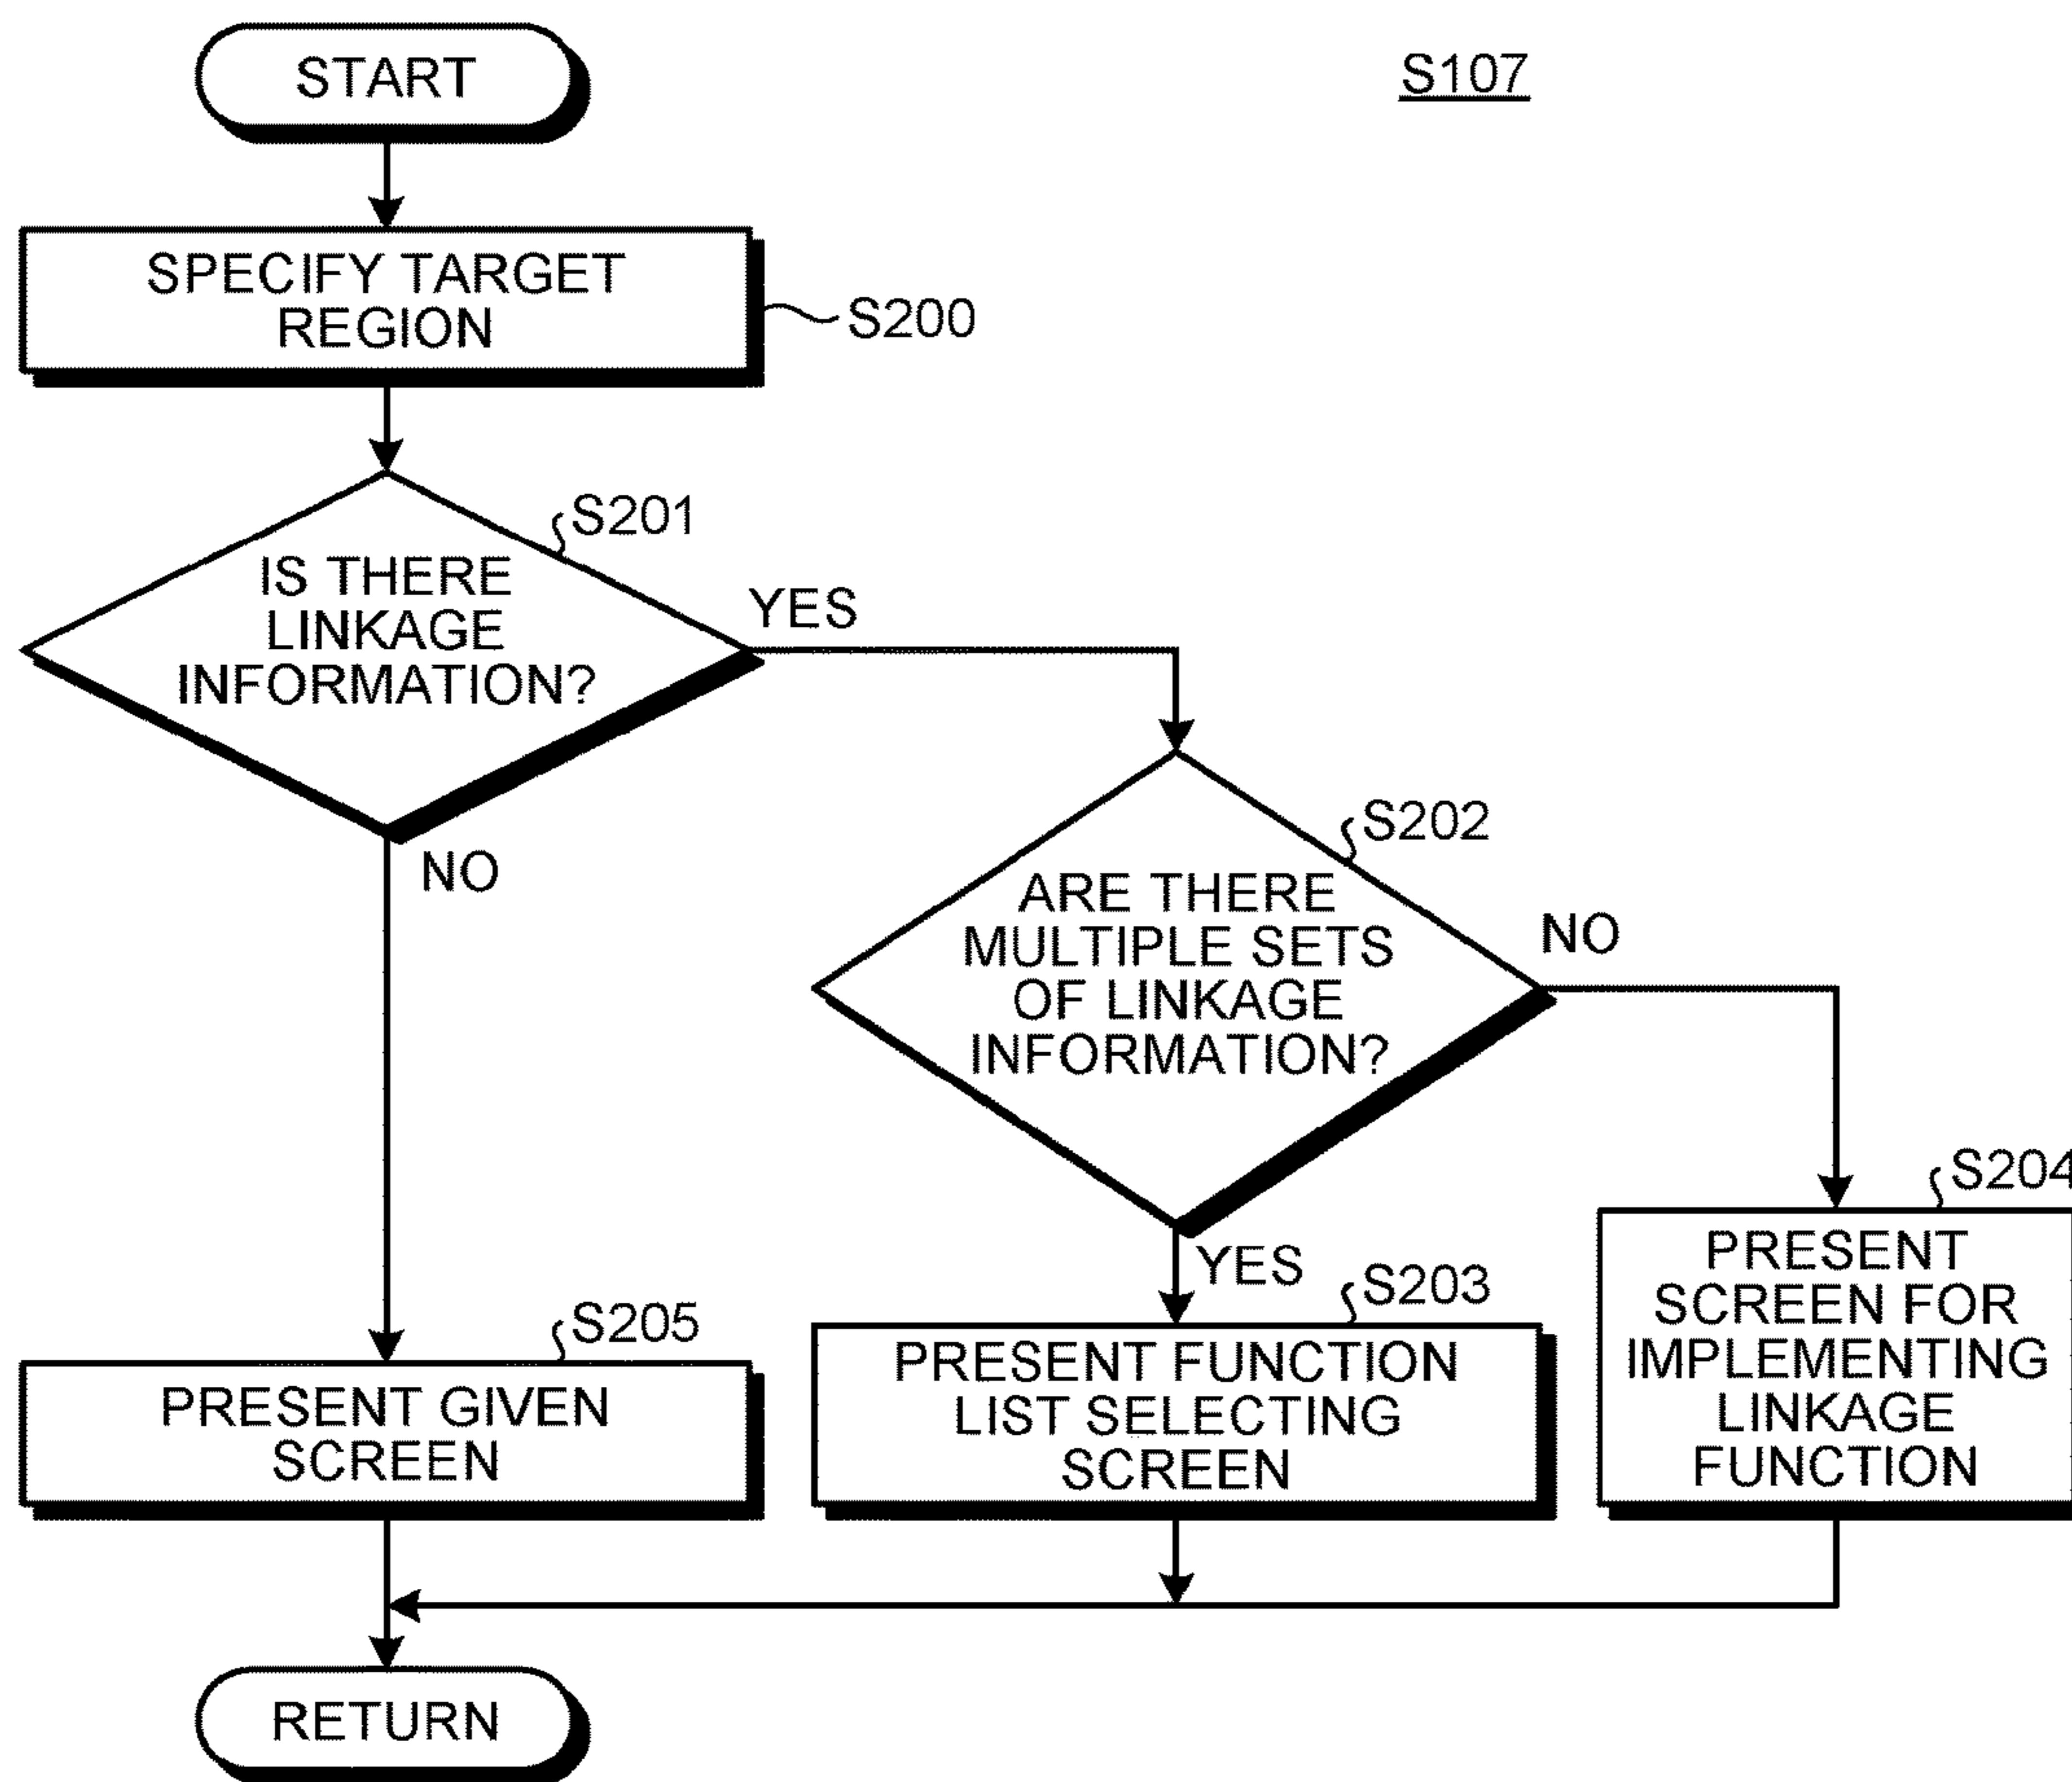 START
S107
SPECIFY TARGET
REGION
S200
S201
IS THERE
LINKAGE
INFORMATION?
YES
NO
S202
ARE THERE
MULTIPLE SETS
OF LINKAGE
INFORMATION?
NO
YES
S204
PRESENT
SCREEN FOR
IMPLEMENTING
LINKAGE
FUNCTION
S203
PRESENT FUNCTION
LIST SELECTING
SCREEN
S205
PRESENT GIVEN
SCREEN
RETURN